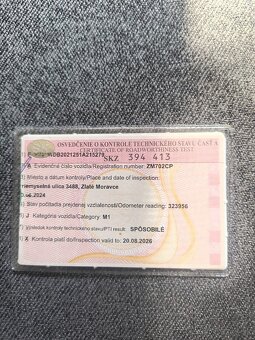 OSVEDČENIE O KONTROLE TECHNICKÉHO STAVU ČASŤ A
CERTIFICATE OF ROADWORTHINESS TEST
SKZ 394 413
A Evidenčné číslo vozidla/Registration number: ZM702CP
Miesto a dátum kontroly/Place and date of inspection
riemyselná ulica 3488, Zlaté Moravce
Stav počítadla prejdenej vzdialenosti/Odometer reading: 323956
J Kategória vozidla/Category: M1
Výsledok kontroly technického stavu/PTI result SPÔSOBILÉ
X Kontrola platí do/Inspection valid to: 20.08.2026